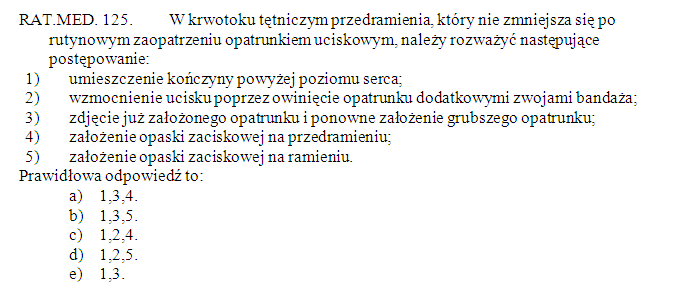 RAT.MED. 125. W krwotoku tętniczym przedramienia, który nie zmniejsza się po
rutynowym zaopatrzeniu opatrunkiem uciskowym, należy rozważyć następujące
postępowanie:
1) umieszczenie kończyny powyżej poziomu serca;
2) wzmocnienie ucisku poprzez owinięcie opatrunku dodatkowymi zwojami bandaża;
3) zdjęcie już założonego opatrunku i ponowne założenie grubszego opatrunku;
4) założenie opaski zaciskowej na przedramieniu;
5) założenie opaski zaciskowej na ramieniu.
Prawidłowa odpowiedź to:
a) 1,3,4.
b) 1,3,5.
c) 1,2,4.
d) 1,2,5.
e) 1,3.